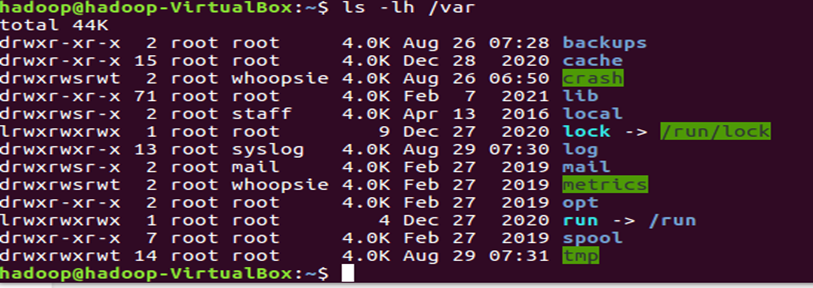 hadoop@hadoop-VirtualBox:~$ ls -lh /var
total 44K
drwxr-xr-x  2 root root     4.0K Aug 26 07:28 backups
drwxr-xr-x 15 root root     4.0K Dec 28  2020 cache
drwxrwsrwt  2 root whoopsie 4.0K Aug 26 06:50 crash
drwxr-xr-x 71 root root     4.0K Feb  7  2021 lib
drwxrwsr-x  2 root staff    4.0K Apr 13  2016 local
lrwxrwxrwx  1 root root        9 Dec 27  2020 lock -> /run/lock
drwxrwxr-x 13 root syslog   4.0K Aug 29 07:30 log
drwxrwsr-x  2 root mail     4.0K Feb 27  2019 mail
drwxrwsrwt  2 root whoopsie 4.0K Feb 27  2019 metrics
drwxr-xr-x  2 root root     4.0K Feb 27  2019 opt
lrwxrwxrwx  1 root root        4 Dec 27  2020 run -> /run
drwxr-xr-x  7 root root     4.0K Feb 27  2019 spool
drwxrwxrwt 14 root root     4.0K Aug 29 07:31 tmp
hadoop@hadoop-VirtualBox:~$